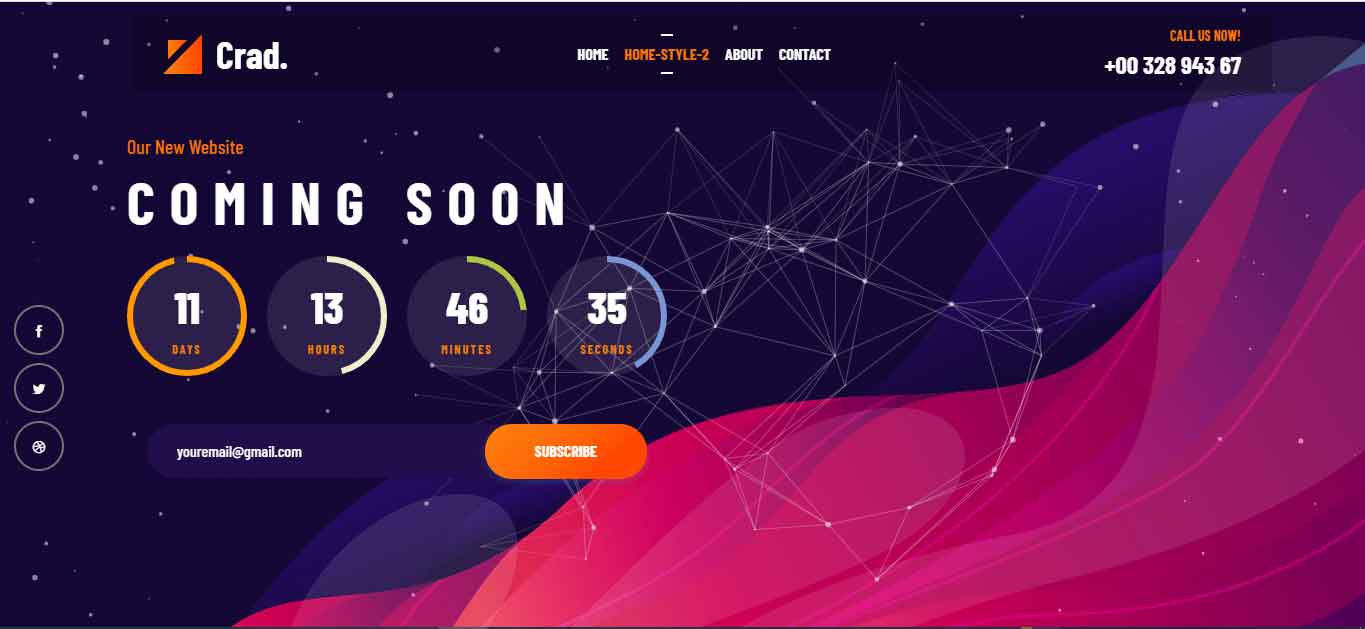 Crad.
HOME HOME-STYLE-2 ABOUT CONTACT
CALL US NOW!
+00 328 943 67
Our New Website
COMING SOON
11 13 46 35
DAYS HOURS MINUTES SECONDS
youremail@gmail.com SUBSCRIBE